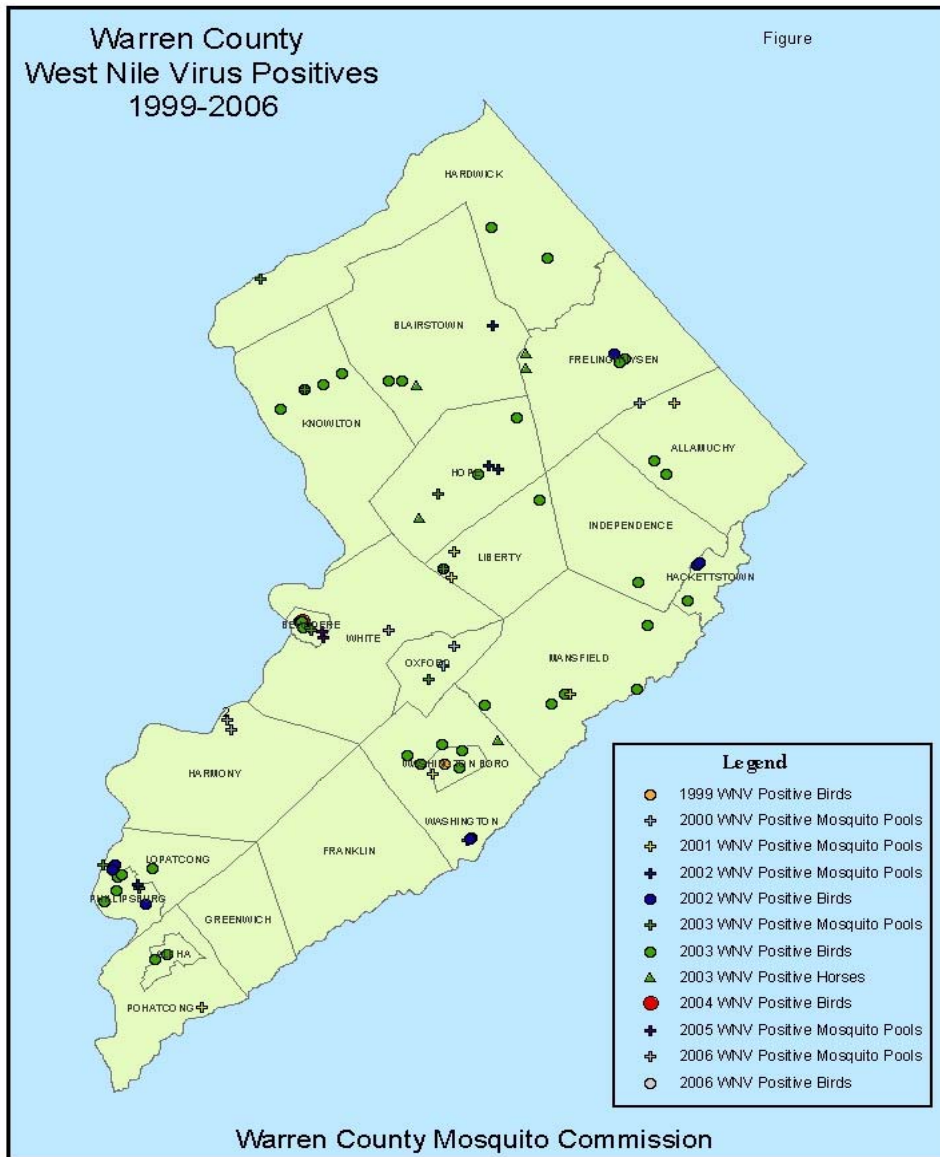 Warren County
West Nile Virus Positives
1999-2006
Figure
HARDWICK
BLAIRSTOWN
FRELINGHUYSEN
KNOWLTON
ALLAMUCHY
HOPE
INDEPENDENCE
LIBERTY
HACKETTSTOWN
BELVIDERE
WHITE
MANSFIELD
OXFORD
2
WASHINGTON BORO
HARMONY
WASHINGTON
FRANKLIN
LOPATCONG
PHILLIPSBURG
GREENWICH
ALPHA
POHATCONG
Legend
1999 WNV Positive Birds
2000 WNV Positive Mosquito Pools
2001 WNV Positive Mosquito Pools
2002 WNV Positive Mosquito Pools
2002 WNV Positive Birds
2003 WNV Positive Mosquito Pools
2003 WNV Positive Birds
2003 WNV Positive Horses
2004 WNV Positive Birds
2005 WNV Positive Mosquito Pools
2006 WNV Positive Mosquito Pools
2006 WNV Positive Birds
Warren County Mosquito Commission